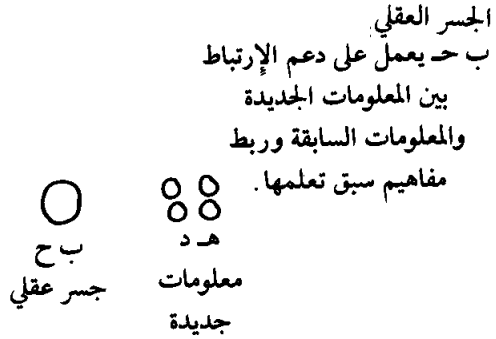 الجسر العقلي
ب حـ يعمل على دعم الإرتباط
بين المعلومات الجديدة
والمعلومات السابقة وربط
مفاهيم سبق تعلمها.
هـ د
ب ح
معلومات
جسر عقلي
جديدة